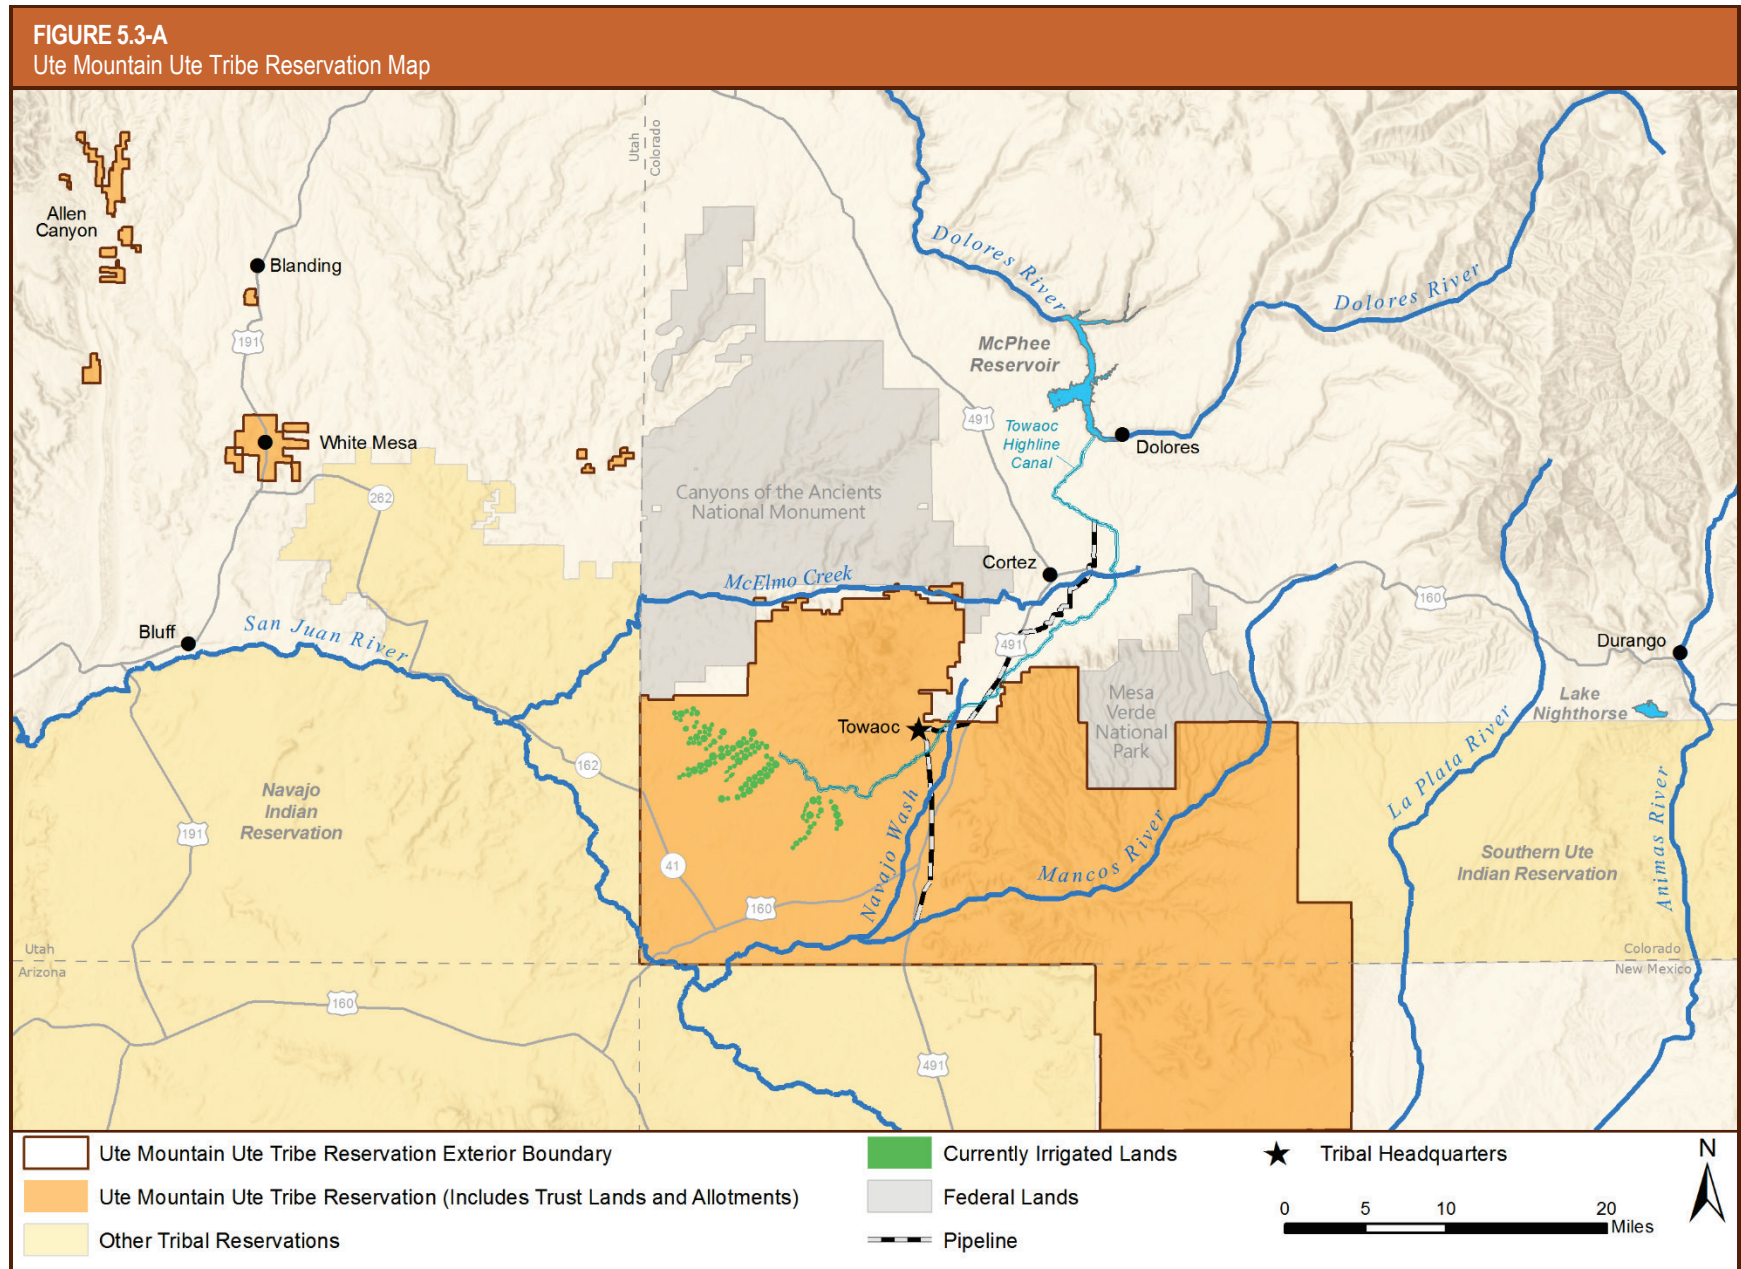 FIGURE 5.3-A
Ute Mountain Ute Tribe Reservation Map
Utah
Colorado
Allen
Canyon
Blanding
191
White Mesa
262
Dolores River
Dolores River
McPhee
Reservoir
491
Towaoc
Highline
Canal
Dolores
Canyons of the Ancients
National Monument
Cortez
McElmo Creek
160
Bluff
San Juan River
491
Durango
Mesa
Verde
National
Park
Lake
Nighthorse
Towaoc
162
Navajo
Indian
Reservation
191
La Plata River
Animas River
Navajo Wash
Mancos River
41
160
Southern Ute
Indian Reservation
Utah
Arizona
Colorado
New Mexico
160
491
Ute Mountain Ute Tribe Reservation Exterior Boundary
Ute Mountain Ute Tribe Reservation (Includes Trust Lands and Allotments)
Other Tribal Reservations
Currently Irrigated Lands
Federal Lands
Pipeline
Tribal Headquarters
N
0 5 10 20
Miles